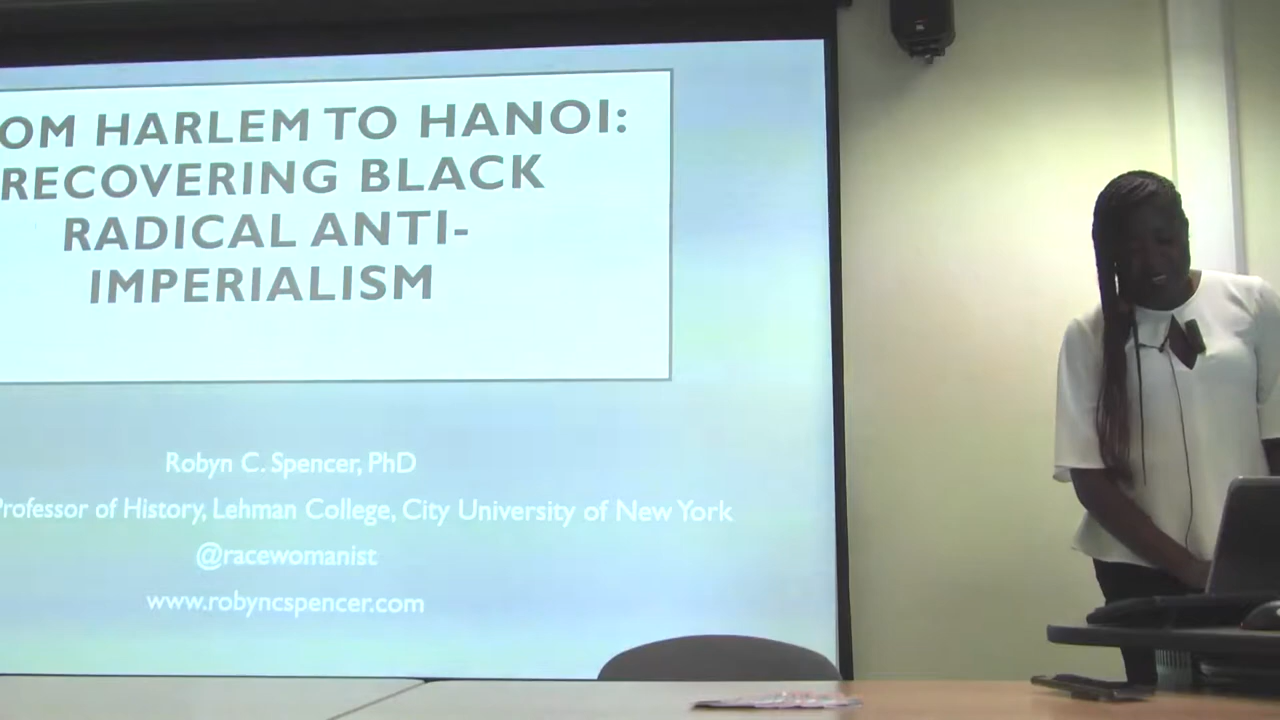 OM HARLEM TO HANOI:
RECOVERING BLACK
RADICAL ANTI-
IMPERIALISM
Robyn C. Spencer, PhD
Professor of History, Lehman College, City University of New York
@racewomanist
www.robyncspencer.com